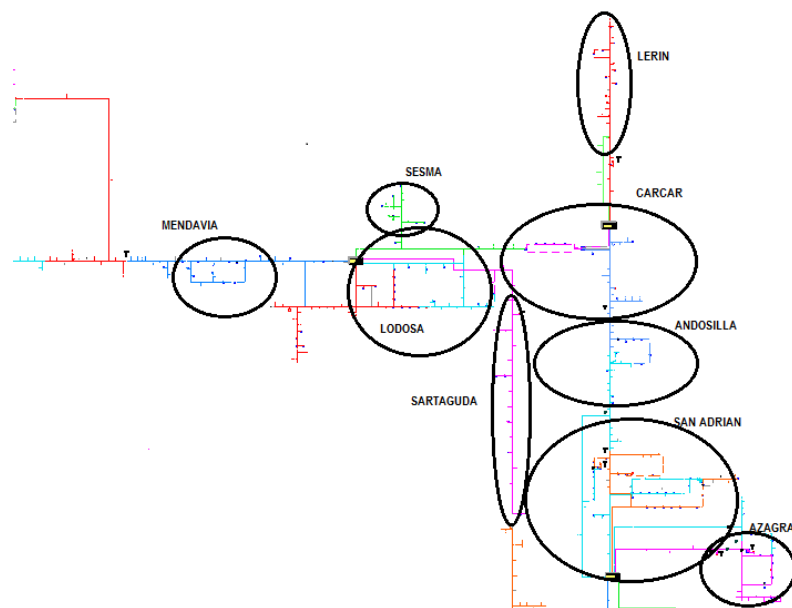 LERIN
SESMA
CARCAR
MENDAVIA
T
T
LODOSA
ANDOSILLA
SARTAGUDA
SAN ADRIAN
T
T
AZAGRA
T
T